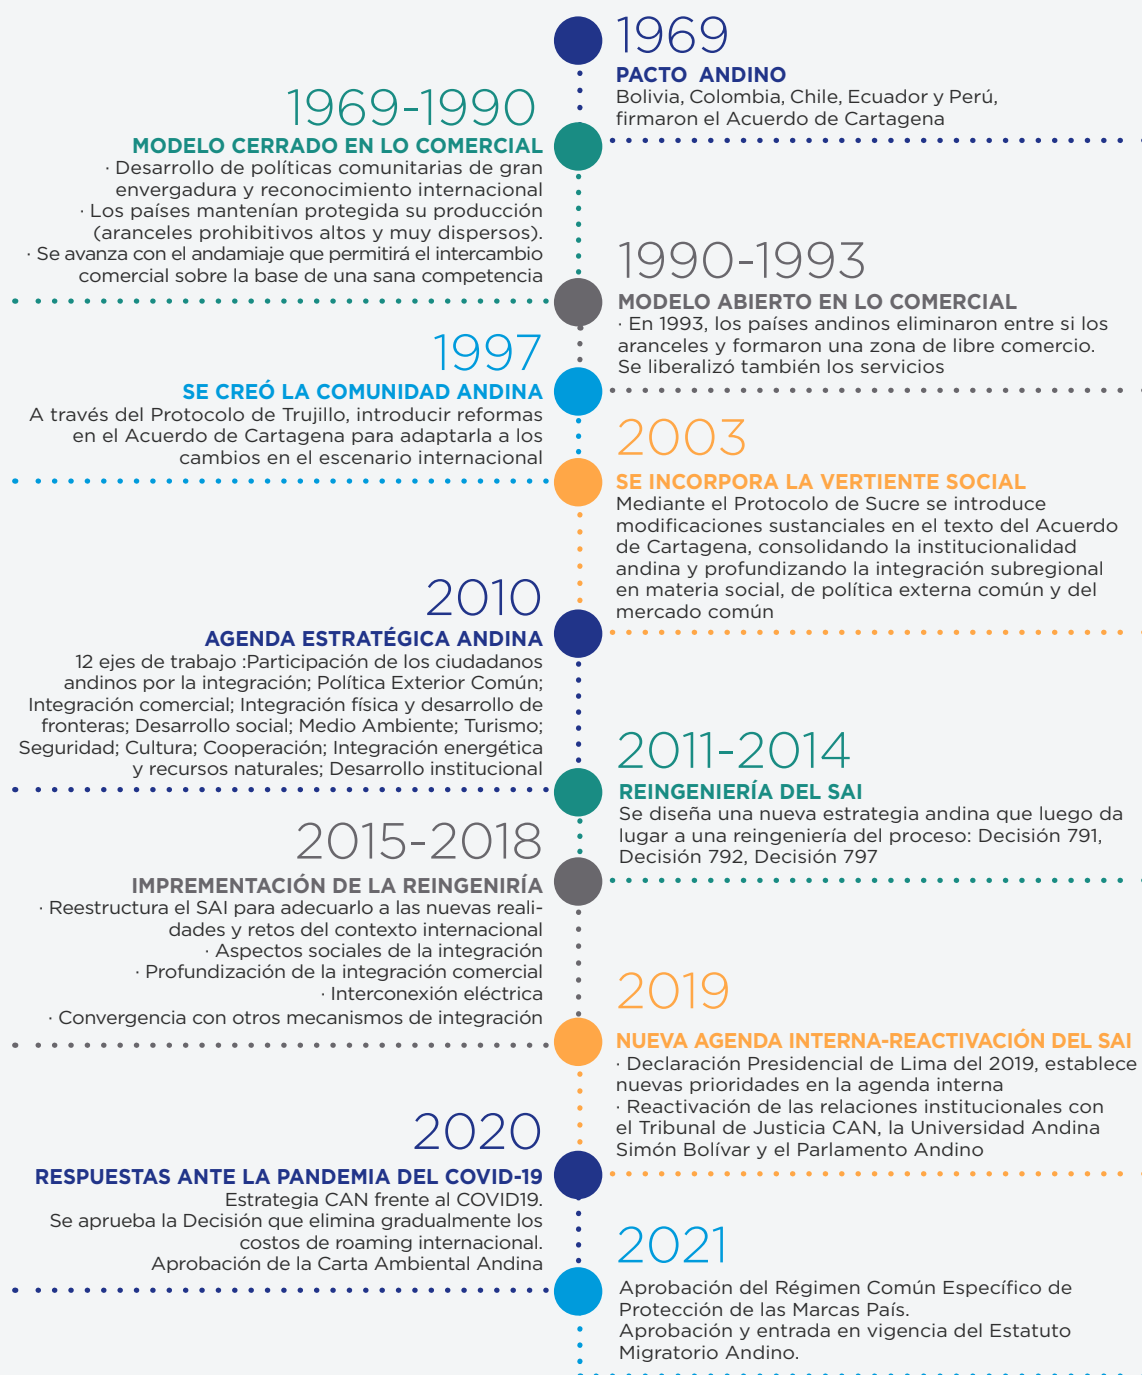 1969
PACTO ANDINO
Bolivia, Colombia, Chile, Ecuador y Perú,
firmaron el Acuerdo de Cartagena
1969-1990
MODELO CERRADO EN LO COMERCIAL
· Desarrollo de políticas comunitarias de gran
envergadura y reconocimiento internacional
· Los países mantenían protegida su producción
(aranceles prohibitivos altos y muy dispersos).
· Se avanza con el andamiaje que permitirá el intercambio
comercial sobre la base de una sana competencia
1990-1993
MODELO ABIERTO EN LO COMERCIAL
· En 1993, los países andinos eliminaron entre si los
aranceles y formaron una zona de libre comercio.
Se liberalizó también los servicios
1997
SE CREÓ LA COMUNIDAD ANDINA
A través del Protocolo de Trujillo, introducir reformas
en el Acuerdo de Cartagena para adaptarla a los
cambios en el escenario internacional
2003
SE INCORPORA LA VERTIENTE SOCIAL
Mediante el Protocolo de Sucre se introduce
modificaciones sustanciales en el texto del Acuerdo
de Cartagena, consolidando la institucionalidad
andina y profundizando la integración subregional
en materia social, de política externa común y del
mercado común
2010
AGENDA ESTRATÉGICA ANDINA
12 ejes de trabajo :Participación de los ciudadanos
andinos por la integración; Política Exterior Común;
Integración comercial; Integración física y desarrollo de
fronteras; Desarrollo social; Medio Ambiente; Turismo;
Seguridad; Cultura; Cooperación; Integración energética
y recursos naturales; Desarrollo institucional
2011-2014
REINGENIERÍA DEL SAI
Se diseña una nueva estrategia andina que luego da
lugar a una reingeniería del proceso: Decisión 791,
Decisión 792, Decisión 797
2015-2018
IMPREMENTACIÓN DE LA REINGENIRÍA
· Reestructura el SAI para adecuarlo a las nuevas reali-
dades y retos del contexto internacional
· Aspectos sociales de la integración
· Profundización de la integración comercial
· Interconexión eléctrica
· Convergencia con otros mecanismos de integración
2019
NUEVA AGENDA INTERNA-REACTIVACIÓN DEL SAI
· Declaración Presidencial de Lima del 2019, establece
nuevas prioridades en la agenda interna
· Reactivación de las relaciones institucionales con
el Tribunal de Justicia CAN, la Universidad Andina
Simón Bolívar y el Parlamento Andino
2020
RESPUESTAS ANTE LA PANDEMIA DEL COVID-19
Estrategia CAN frente al COVID19.
Se aprueba la Decisión que elimina gradualmente los
costos de roaming internacional.
Aprobación de la Carta Ambiental Andina
2021
Aprobación del Régimen Común Específico de
Protección de las Marcas País.
Aprobación y entrada en vigencia del Estatuto
Migratorio Andino.